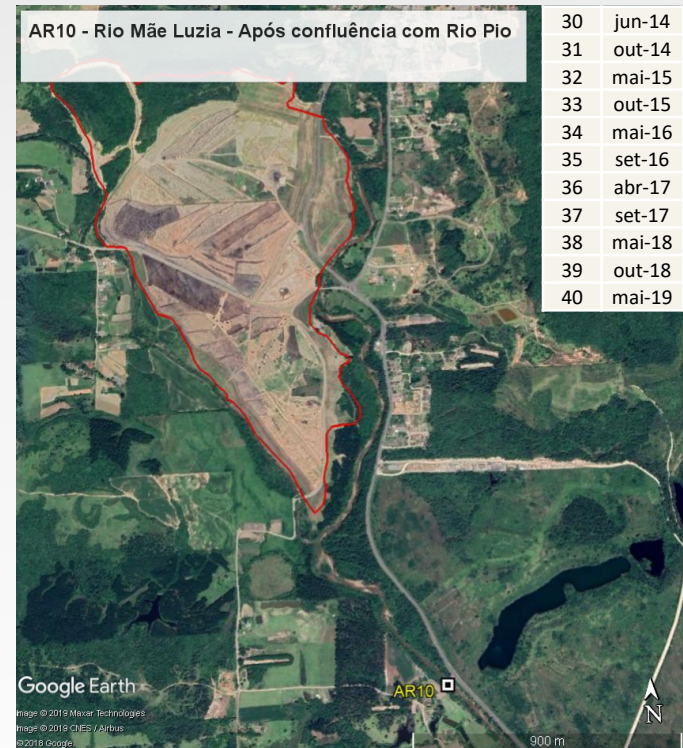 AR10 - Rio Mãe Luzia - Após confluência com Rio Pio
30 jun-14
31 out-14
32 mai-15
33 out-15
34 mai-16
35 set-16
36 abr-17
37 set-17
38 mai-18
39 out-18
40 mai-19
AR10
Google Earth
Image © 2019 Maxar Technologies
Image © 2019 CNES / Airbus
© 2018 Google
N
900 m